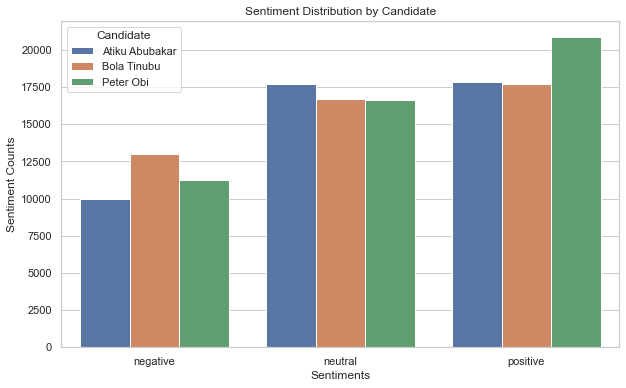 Sentiment Distribution by Candidate
Candidate
Atiku Abubakar
Bola Tinubu
Peter Obi
Sentiment Counts
20000
17500
15000
12500
10000
7500
5000
2500
0
negative neutral positive
Sentiments